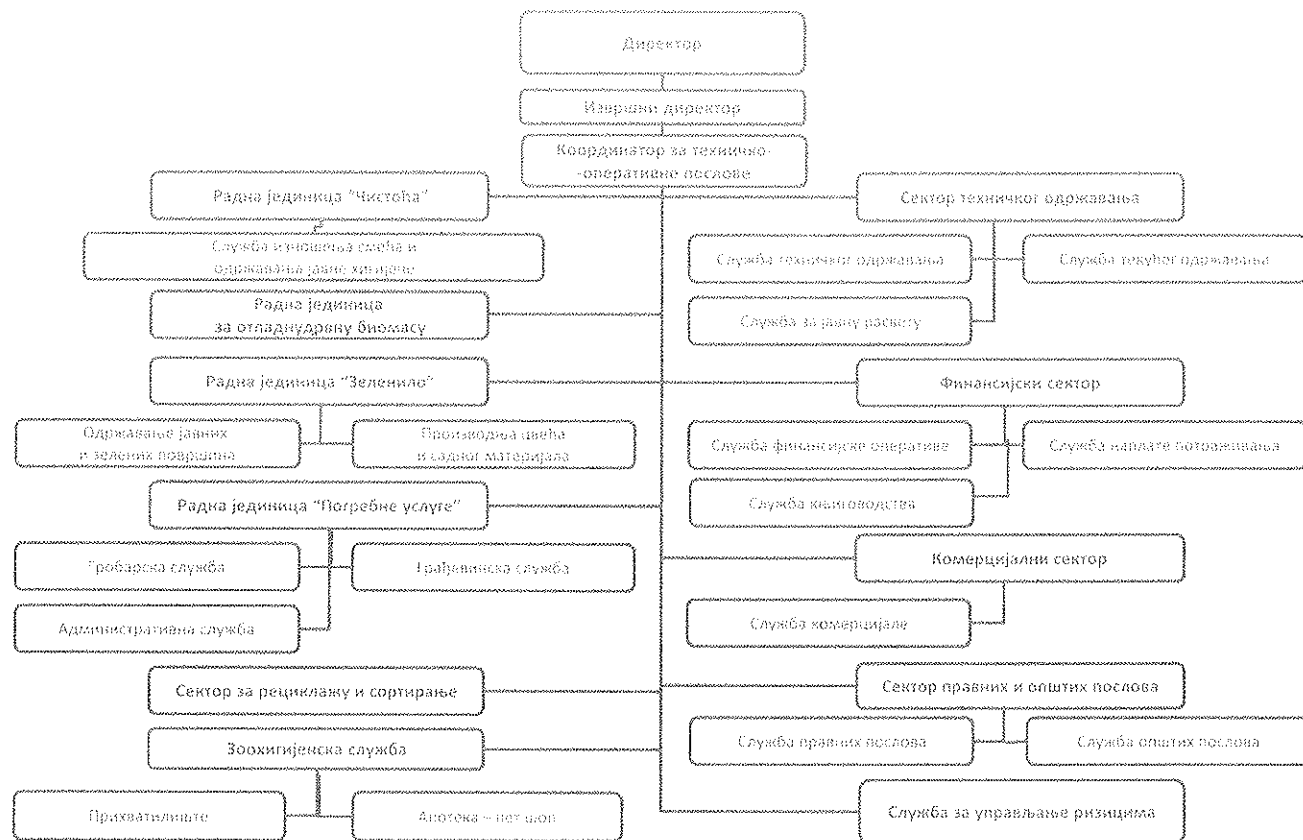 Директор
Извршни директор
Координатор за техничко-
-оперативне послове
Радна јединица "Чистоћа"
Сектор техничког одржавања
Служба изношења смећа и
одржавања јавне хигијене
Служба техничког одржавања
Служба текућег одржавања
Радна јединица
за отпаднудрвну биомасу
Служба за јавну расвету
Радна јединица "Зеленило"
Финансијски сектор
Одржавање јавних
и зелених површина
Производња цвећа
и садног материјала
Служба финансијске оперативе
Служба наплате потраживања
Радна јединица "Погребне услуге"
Служба књиговодства
Гробарска служба
Грађевинска служба
Комерцијални сектор
Административна служба
Служба комерцијале
Сектор за рециклажу и сортирање
Сектор правних и општих послова
Зоохигијенска служба
Служба правних послова
Служба општих послова
Прихватилиште
Апотека – пет шоп
Служба за управљање ризицима